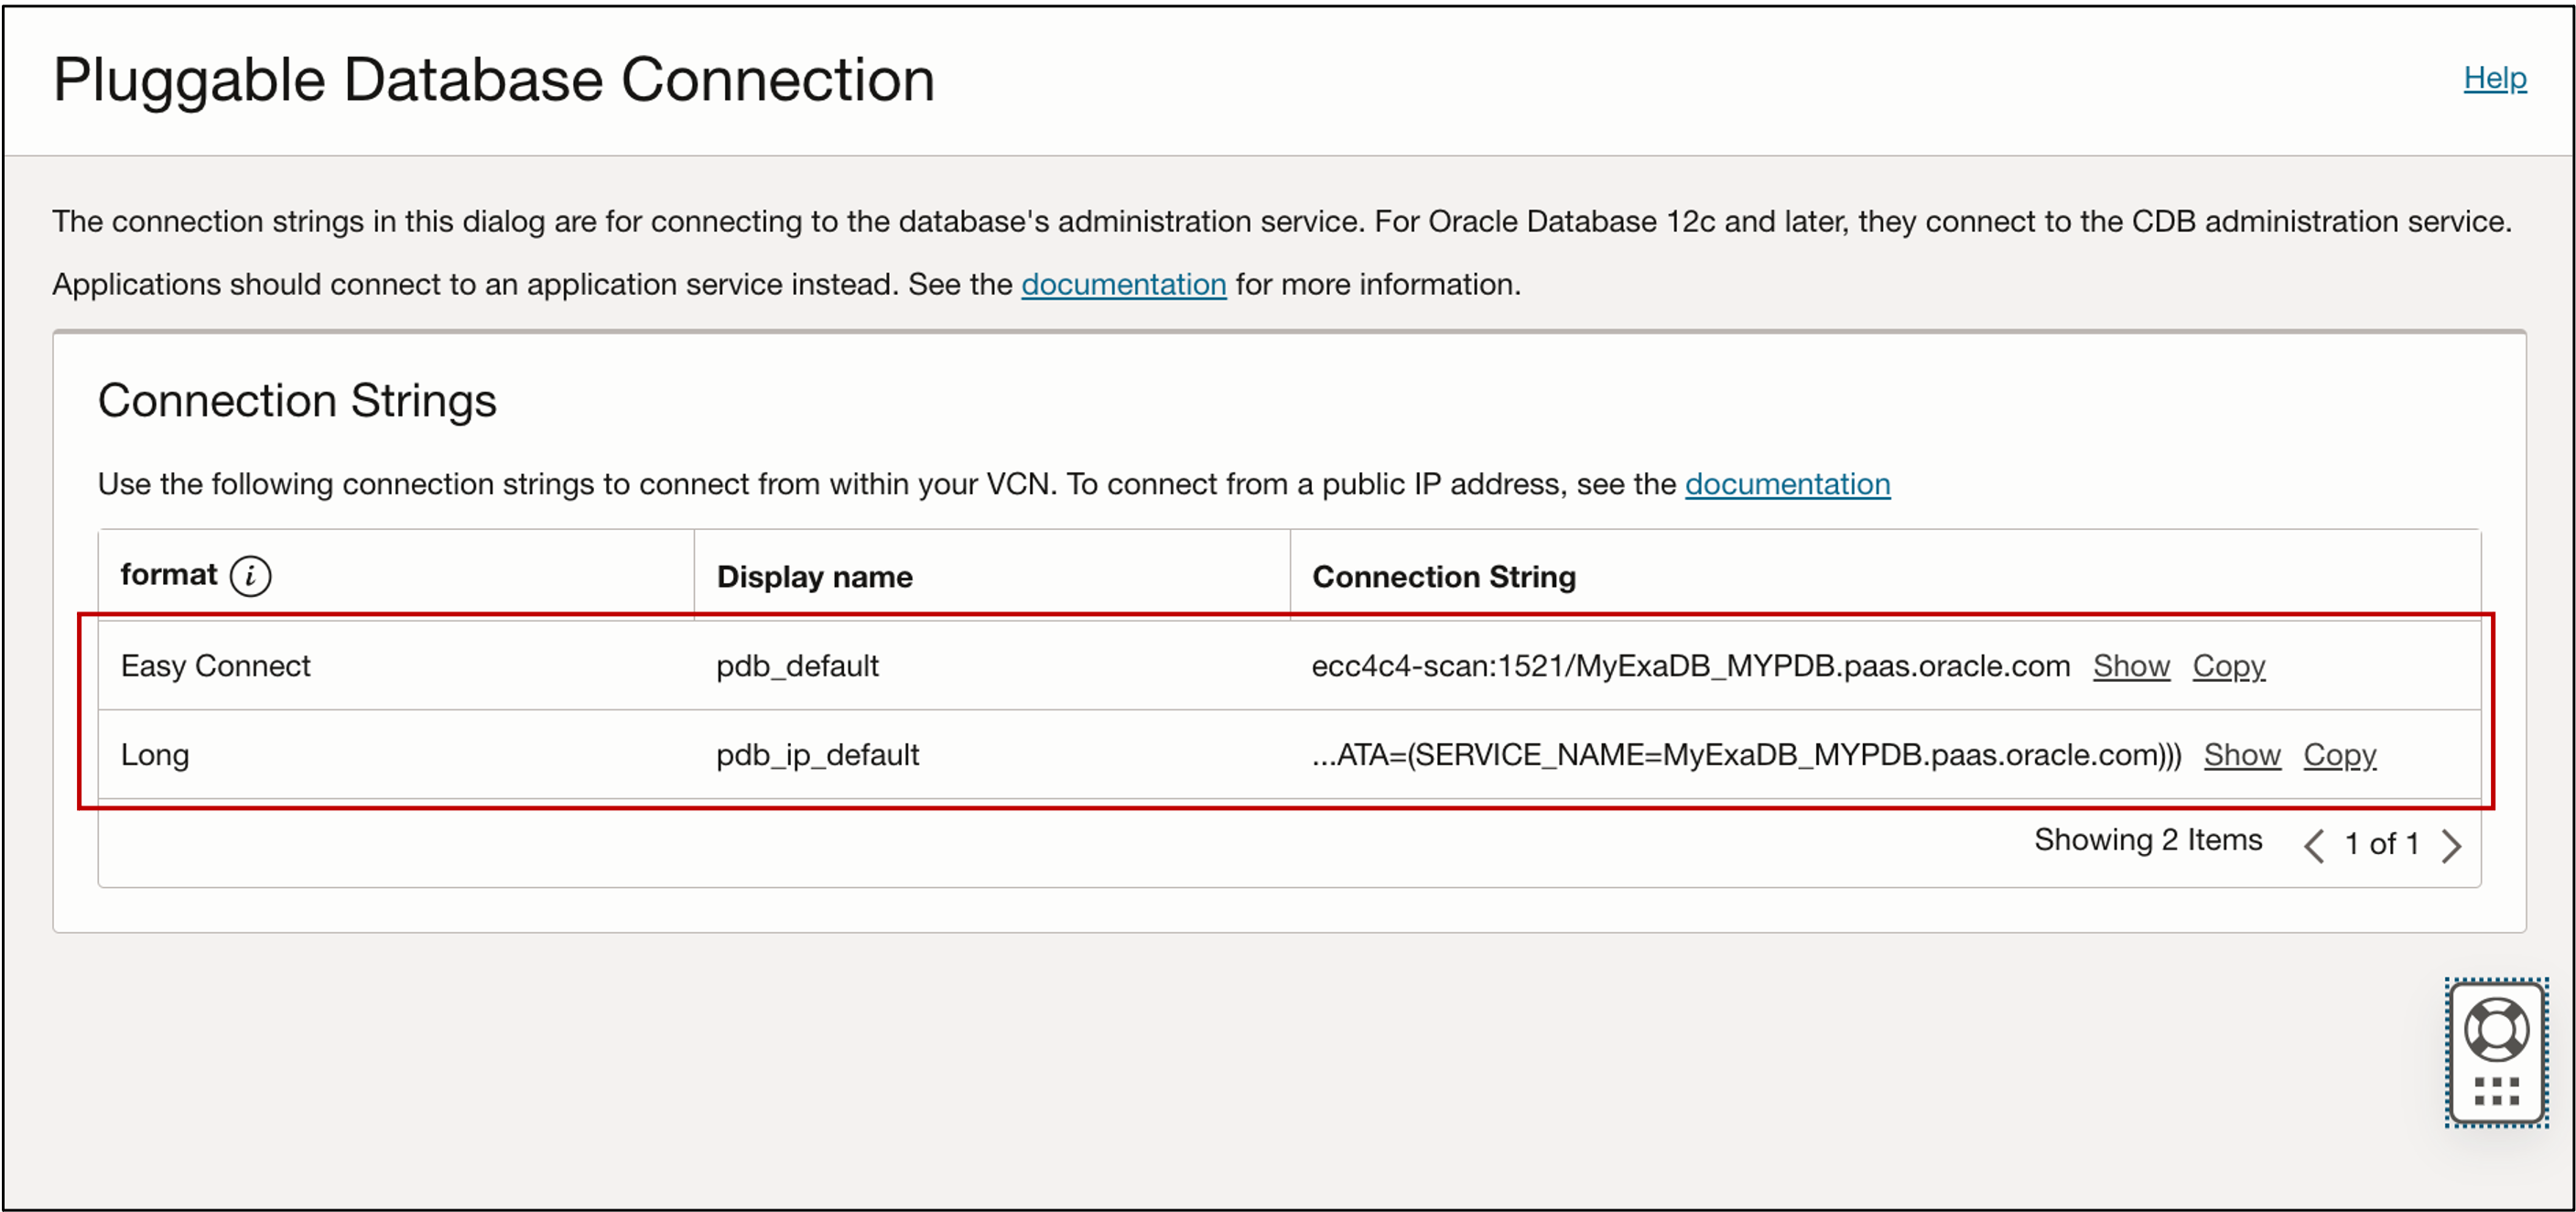 Pluggable Database Connection
Help
The connection strings in this dialog are for connecting to the database's administration service. For Oracle Database 12c and later, they connect to the CDB administration service.
Applications should connect to an application service instead. See the documentation for more information.
Connection Strings
Use the following connection strings to connect from within your VCN. To connect from a public IP address, see the documentation
format i Display name Connection String
Easy Connect pdb_default ecc4c4-scan:1521/MyExaDB_MYPDB.paas.oracle.com Show Copy
Long pdb_ip_default ...ATA=(SERVICE_NAME=MyExaDB_MYPDB.paas.oracle.com))) Show Copy
Showing 2 Items 1 of 1